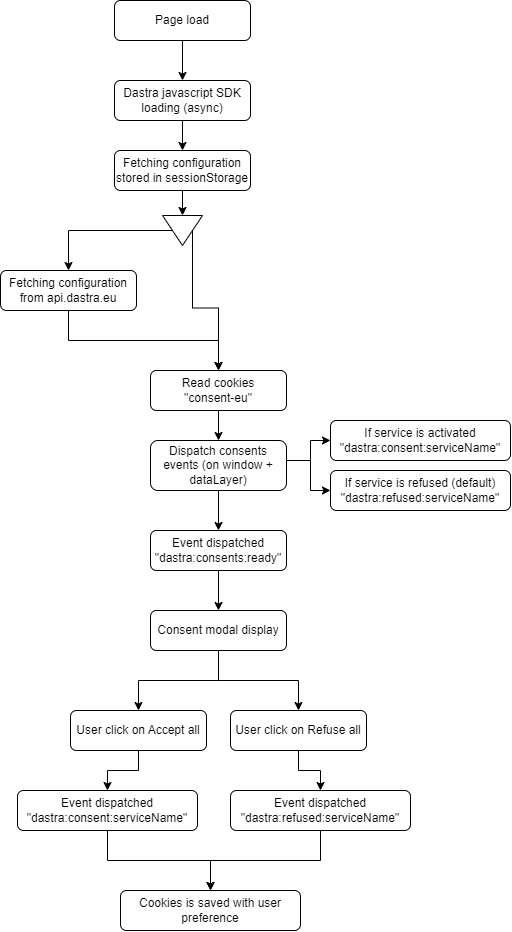 Page load
Dastra javascript SDK
loading (async)
Fetching configuration
stored in sessionStorage
Fetching configuration
from api.dastra.eu
Read cookies
"consent-eu"
Dispatch consents
events (on window +
dataLayer)
If service is activated
"dastra:consent:serviceName"
If service is refused (default)
"dastra:refused:serviceName"
Event dispatched
"dastra:consents:ready"
Consent modal display
User click on Accept all
User click on Refuse all
Event dispatched
"dastra:consent:serviceName"
Event dispatched
"dastra:refused:serviceName"
Cookies is saved with user
preference